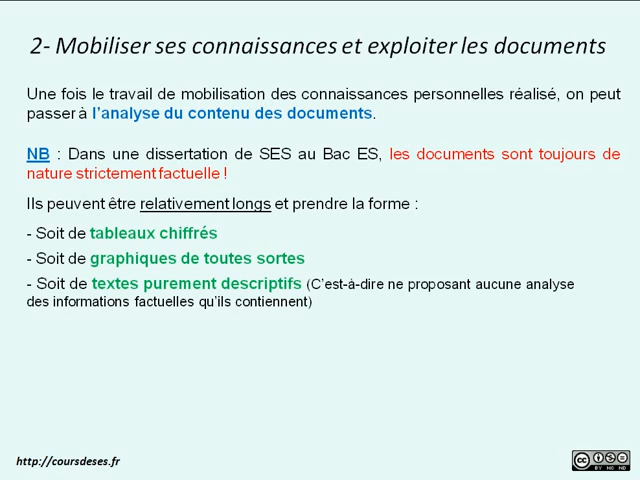 2- Mobiliser ses connaissances et exploiter les documents
Une fois le travail de mobilisation des connaissances personnelles réalisé, on peut
passer à l'analyse du contenu des documents.
NB : Dans une dissertation de SES au Bac ES, les documents sont toujours de
nature strictement factuelle !
Ils peuvent être relativement longs et prendre la forme :
- Soit de tableaux chiffrés
- Soit de graphiques de toutes sortes
- Soit de textes purement descriptifs (C'est-à-dire ne proposant aucune analyse
des informations factuelles qu'ils contiennent)
http://coursdeses.fr
cc
BY NC ND